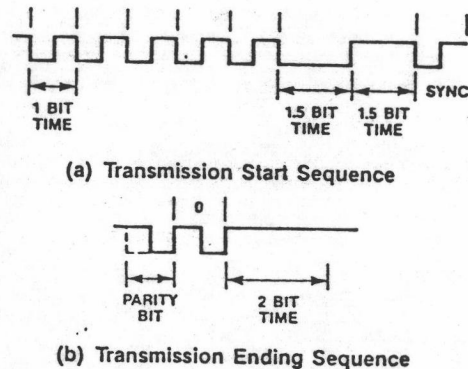 SYNC
1 BIT TIME
1.5 BIT TIME
1.5 BIT TIME
(a) Transmission Start Sequence
0
PARITY BIT
2 BIT TIME
(b) Transmission Ending Sequence